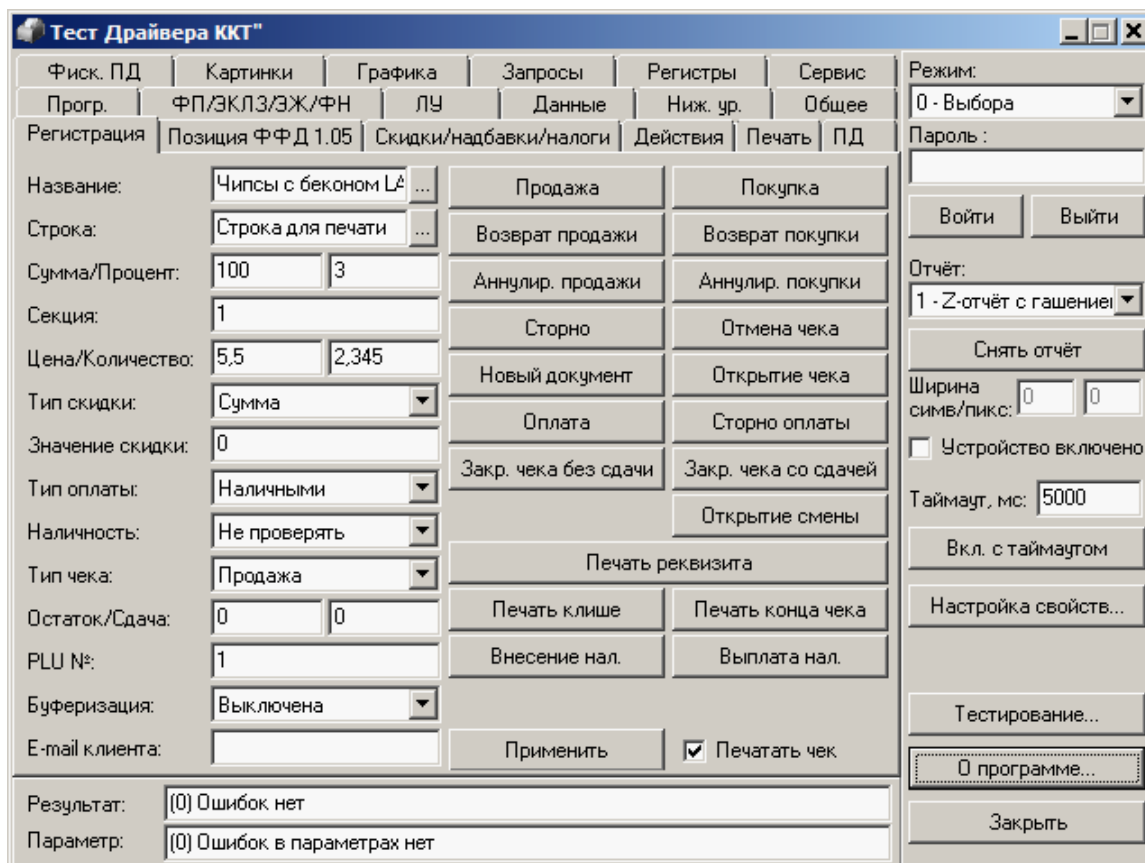 Тест Драйвера ККТ"
Фиск. ПД Картинки Графика Запросы Регистры Сервис
Прогр. ФП/ЭКЛЗ/ЭЖ/ФН ЛУ Данные Ниж. ур. Общее
Регистрация Позиция ФФД 1.05 Скидки/надбавки/налоги Действия Печать ПД
Название: Чипсы с беконом LA ...
Строка: Строка для печати ...
Сумма/Процент: 100 3
Секция: 1
Цена/Количество: 5,5 2,345
Тип скидки: Сумма
Значение скидки: 0
Тип оплаты: Наличными
Наличность: Не проверять
Тип чека: Продажа
Остаток/Сдача: 0 0
PLU №: 1
Буферизация: Выключена
E-mail клиента:
Продажа Покупка
Возврат продажи Возврат покупки
Аннулир. продажи Аннулир. покупки
Сторно Отмена чека
Новый документ Открытие чека
Оплата Сторно оплаты
Закр. чека без сдачи Закр. чека со сдачей
Открытие смены
Печать реквизита
Печать клише Печать конца чека
Внесение нал. Выплата нал.
Применить Печатать чек
Режим:
0 - Выбора
Пароль :
Войти Выйти
Отчёт:
1 - Z-отчёт с гашением
Снять отчёт
Ширина
симв/пикс: 0 0
Устройство включено
Таймаут, мс: 5000
Вкл. с таймаутом
Настройка свойств...
Тестирование...
О программе...
Закрыть
Результат: (0) Ошибок нет
Параметр: (0) Ошибок в параметрах нет